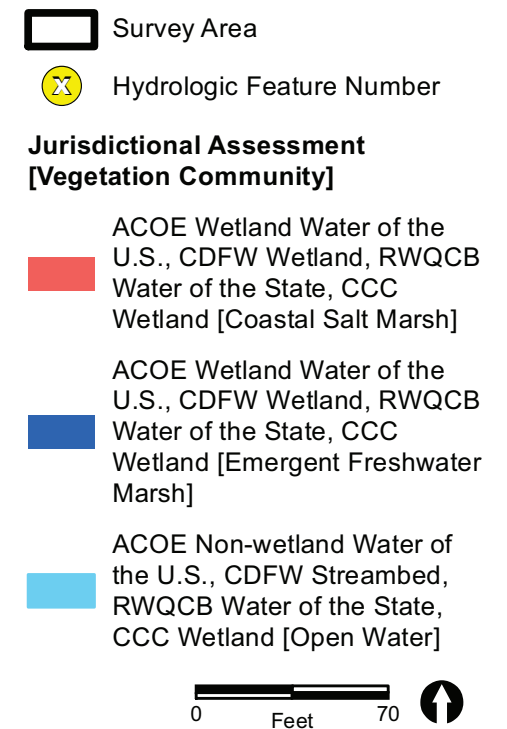 Survey Area
X
Hydrologic Feature Number
Jurisdictional Assessment
[Vegetation Community]
ACOE Wetland Water of the
U.S., CDFW Wetland, RWQCB
Water of the State, CCC
Wetland [Coastal Salt Marsh]
ACOE Wetland Water of the
U.S., CDFW Wetland, RWQCB
Water of the State, CCC
Wetland [Emergent Freshwater
Marsh]
ACOE Non-wetland Water of
the U.S., CDFW Streambed,
RWQCB Water of the State,
CCC Wetland [Open Water]
0 Feet 70